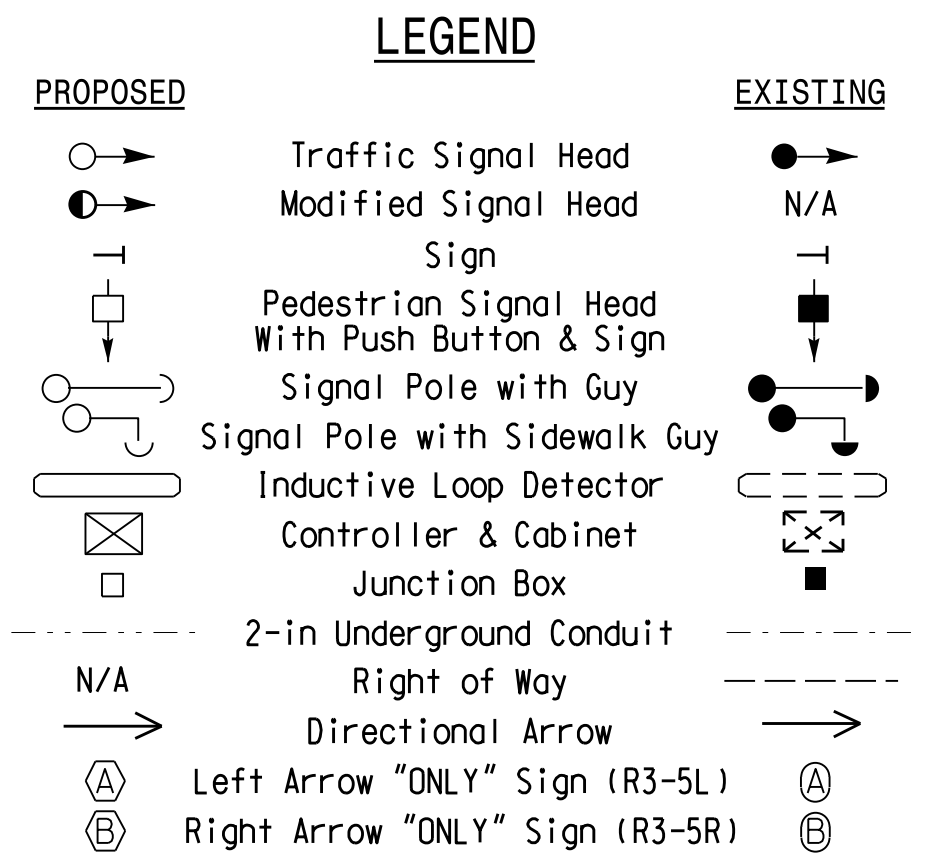 LEGEND
PROPOSED EXISTING
Traffic Signal Head
Modified Signal Head N/A
Sign
Pedestrian Signal Head
With Push Button & Sign
Signal Pole with Guy
Signal Pole with Sidewalk Guy
Inductive Loop Detector
Controller & Cabinet
Junction Box
2-in Underground Conduit
N/A Right of Way
Directional Arrow
A Left Arrow "ONLY" Sign (R3-5L) A
B Right Arrow "ONLY" Sign (R3-5R) B